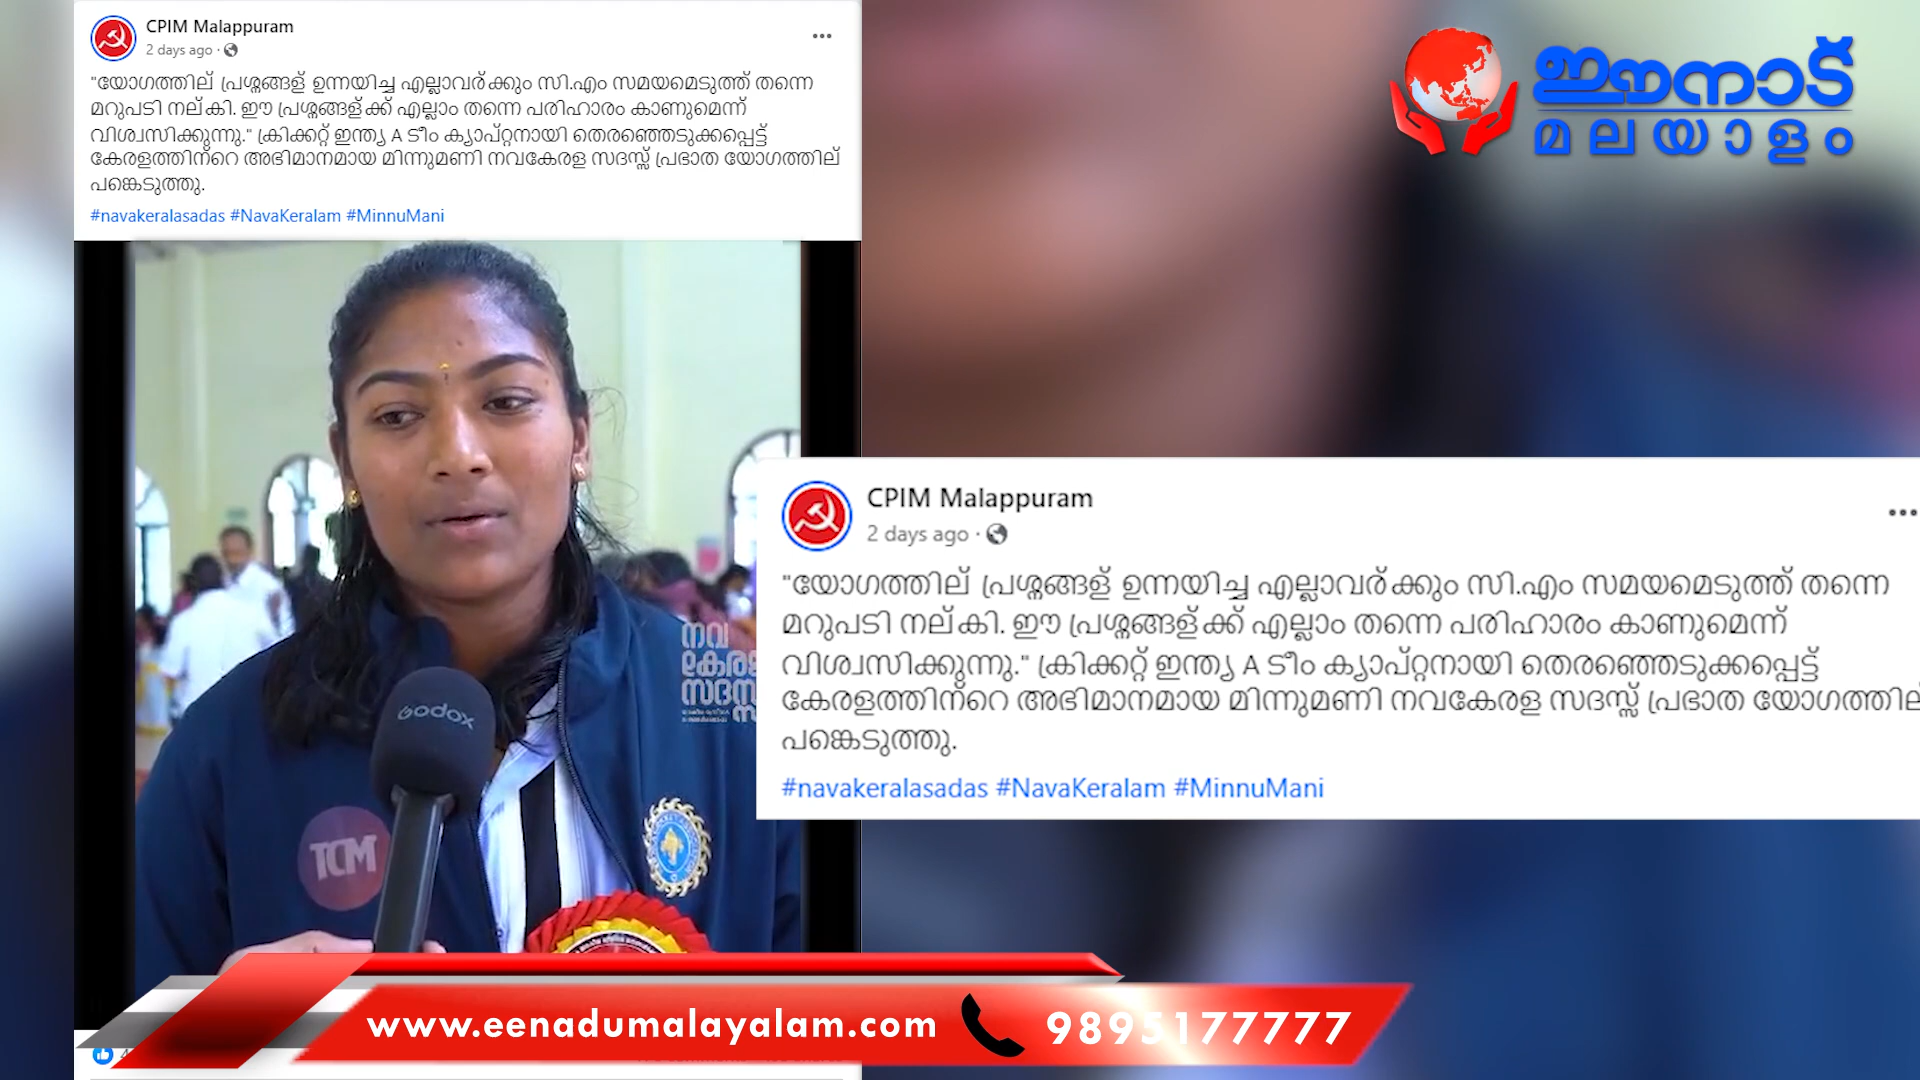 CPIM Malappuram
2 days ago
"യോഗത്തില് പ്രശ്നങ്ങള് ഉന്നയിച്ച എല്ലാവര്ക്കും സി.എം സമയമെടുത്ത് തന്നെ
മറുപടി നല്കി. ഈ പ്രശ്നങ്ങള്ക്ക് എല്ലാം തന്നെ പരിഹാരം കാണുമെന്ന്
വിശ്വസിക്കുന്നു." ക്രിക്കറ്റ് ഇന്ത്യ A ടീം ക്യാപ്റ്റനായി തെരഞ്ഞെടുക്കപ്പെട്ട്
കേരളത്തിന്റെ അഭിമാനമായ മിന്നുമണി നവകേരള സദസ്സ് പ്രഭാത യോഗത്തില്
പങ്കെടുത്തു.
#navakeralasadas #NavaKeralam #MinnuMani
ഈനാട്
മലയാളം
CPIM Malappuram
2 days ago
"യോഗത്തില് പ്രശ്നങ്ങള് ഉന്നയിച്ച എല്ലാവര്ക്കും സി.എം സമയമെടുത്ത് തന്നെ
മറുപടി നല്കി. ഈ പ്രശ്നങ്ങള്ക്ക് എല്ലാം തന്നെ പരിഹാരം കാണുമെന്ന്
വിശ്വസിക്കുന്നു." ക്രിക്കറ്റ് ഇന്ത്യ A ടീം ക്യാപ്റ്റനായി തെരഞ്ഞെടുക്കപ്പെട്ട്
കേരളത്തിന്റെ അഭിമാനമായ മിന്നുമണി നവകേരള സദസ്സ് പ്രഭാത യോഗത്തില്
പങ്കെടുത്തു.
#navakeralasadas #NavaKeralam #MinnuMani
നവ
കേരള
സദസ്സ്
Godox
TCM
www.eenadumalayalam.com
9895177777